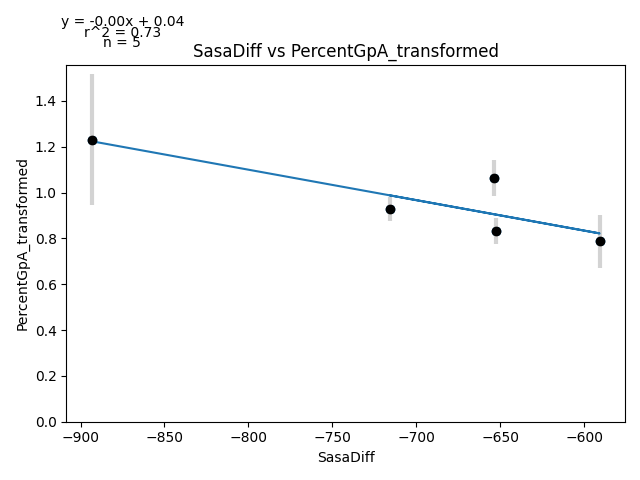 y = -0.00x + 0.04
r^2 = 0.73
n = 5
SasaDiff vs PercentGpA_transformed
PercentGpA_transformed
1.4
1.2
1.0
0.8
0.6
0.4
0.2
0.0
−900
−850
−800
−750
−700
−650
−600
SasaDiff